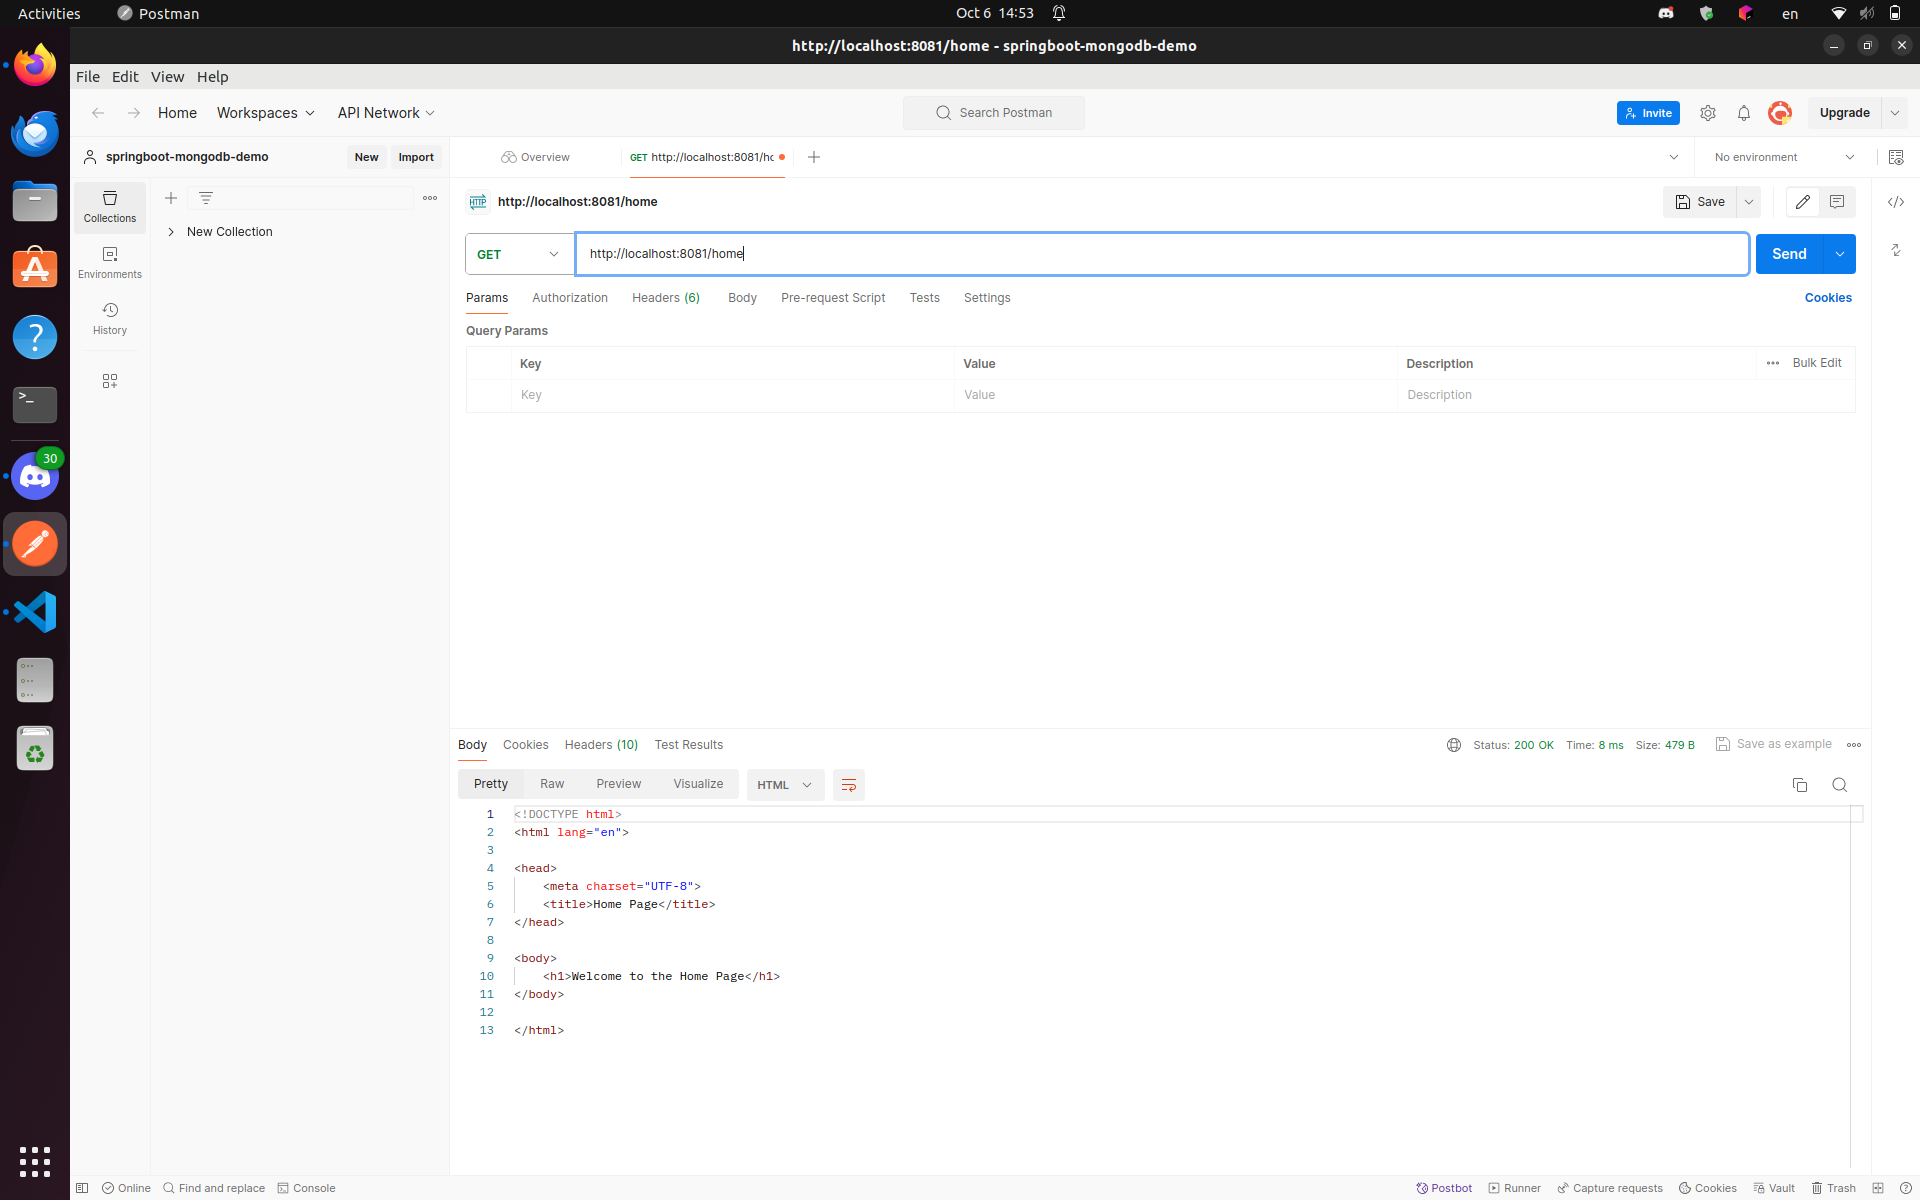 Activities Postman Oct 6 14:53 en
http://localhost:8081/home - springboot-mongodb-demo
File Edit View Help
Home Workspaces API Network Search Postman Invite Upgrade
springboot-mongodb-demo New Import Overview GET http://localhost:8081/hc No environment
Collections
New Collection
Environments
History
30
HTTP http://localhost:8081/home Save
GET http://localhost:8081/home Send
Params Authorization Headers (6) Body Pre-request Script Tests Settings Cookies
Query Params
Key Value Description Bulk Edit
Key Value Description
Body Cookies Headers (10) Test Results Status: 200 OK Time: 8 ms Size: 479 B Save as example
Pretty Raw Preview Visualize HTML
1 <!DOCTYPE html>
2 <html lang="en">
3
4 <head>
5 <meta charset="UTF-8">
6 <title>Home Page</title>
7 </head>
8
9 <body>
10 <h1>Welcome to the Home Page</h1>
11 </body>
12
13 </html>
Online Find and replace Console Postbot Runner Capture requests Cookies Vault Trash